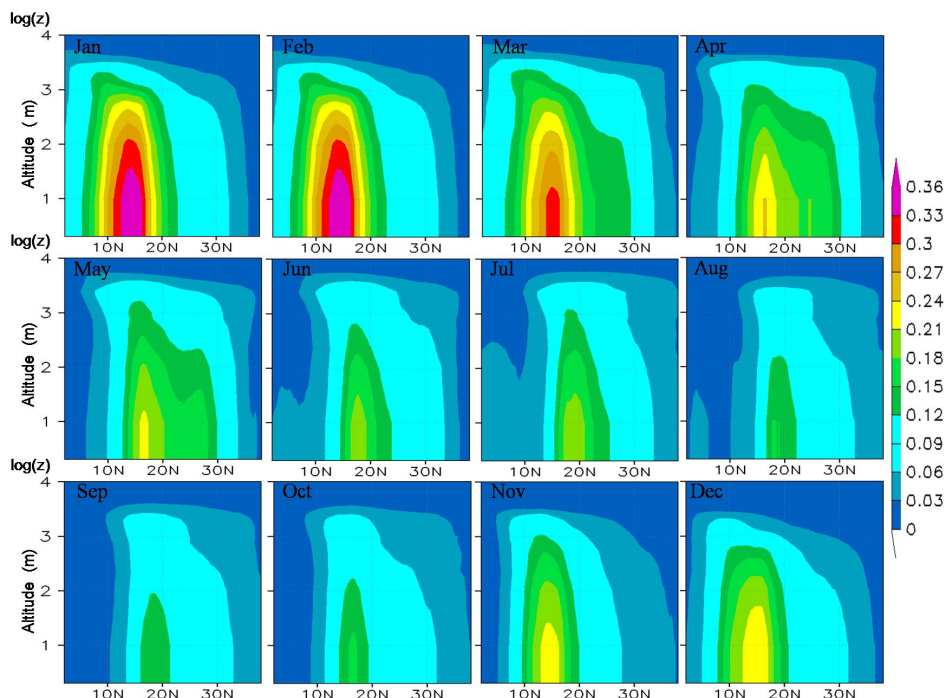 log(z)
4 Jan Feb Mar Apr
3
2
1
Altitude ( m)
10N 20N 30N 10N 20N 30N 10N 20N 30N 10N 20N 30N
log(z)
4 May Jun Jul Aug
3
2
1
Altitude (m)
10N 20N 30N 10N 20N 30N 10N 20N 30N 10N 20N 30N
log(z)
4 Sep Oct Nov Dec
3
2
1
Altitude (m)
10N 20N 30N 10N 20N 30N 10N 20N 30N 10N 20N 30N
0.36
0.33
0.3
0.27
0.24
0.21
0.18
0.15
0.12
0.09
0.06
0.03
0